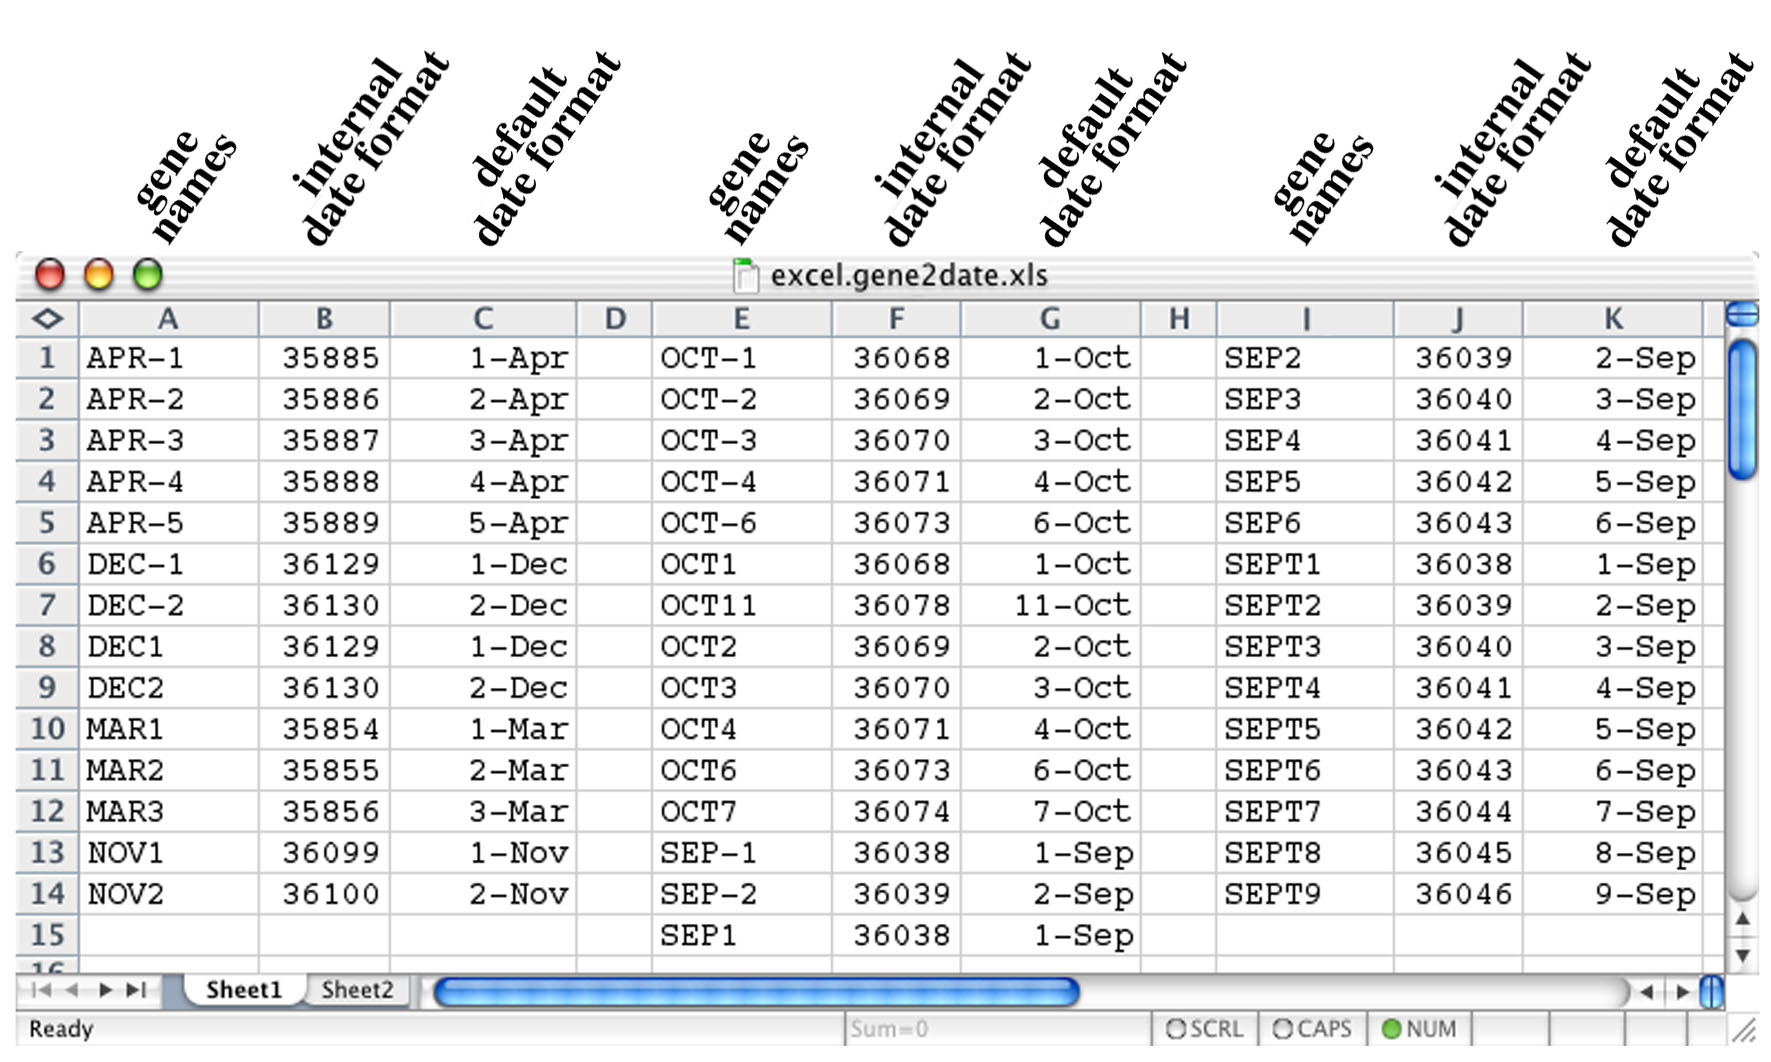 gene names internal date format default date format gene names internal date format default date format gene names internal date format default date format
excel.gene2date.xls
A B C D E F G H I J K
1 APR-1 35885 1-Apr OCT-1 36068 1-Oct SEP2 36039 2-Sep
2 APR-2 35886 2-Apr OCT-2 36069 2-Oct SEP3 36040 3-Sep
3 APR-3 35887 3-Apr OCT-3 36070 3-Oct SEP4 36041 4-Sep
4 APR-4 35888 4-Apr OCT-4 36071 4-Oct SEP5 36042 5-Sep
5 APR-5 35889 5-Apr OCT-6 36073 6-Oct SEP6 36043 6-Sep
6 DEC-1 36129 1-Dec OCT1 36068 1-Oct SEPT1 36038 1-Sep
7 DEC-2 36130 2-Dec OCT11 36078 11-Oct SEPT2 36039 2-Sep
8 DEC1 36129 1-Dec OCT2 36069 2-Oct SEPT3 36040 3-Sep
9 DEC2 36130 2-Dec OCT3 36070 3-Oct SEPT4 36041 4-Sep
10 MAR1 35854 1-Mar OCT4 36071 4-Oct SEPT5 36042 5-Sep
11 MAR2 35855 2-Mar OCT6 36073 6-Oct SEPT6 36043 6-Sep
12 MAR3 35856 3-Mar OCT7 36074 7-Oct SEPT7 36044 7-Sep
13 NOV1 36099 1-Nov SEP-1 36038 1-Sep SEPT8 36045 8-Sep
14 NOV2 36100 2-Nov SEP-2 36039 2-Sep SEPT9 36046 9-Sep
15 SEP1 36038 1-Sep
16
Sheet1 Sheet2
Ready Sum=0 SCRL CAPS NUM